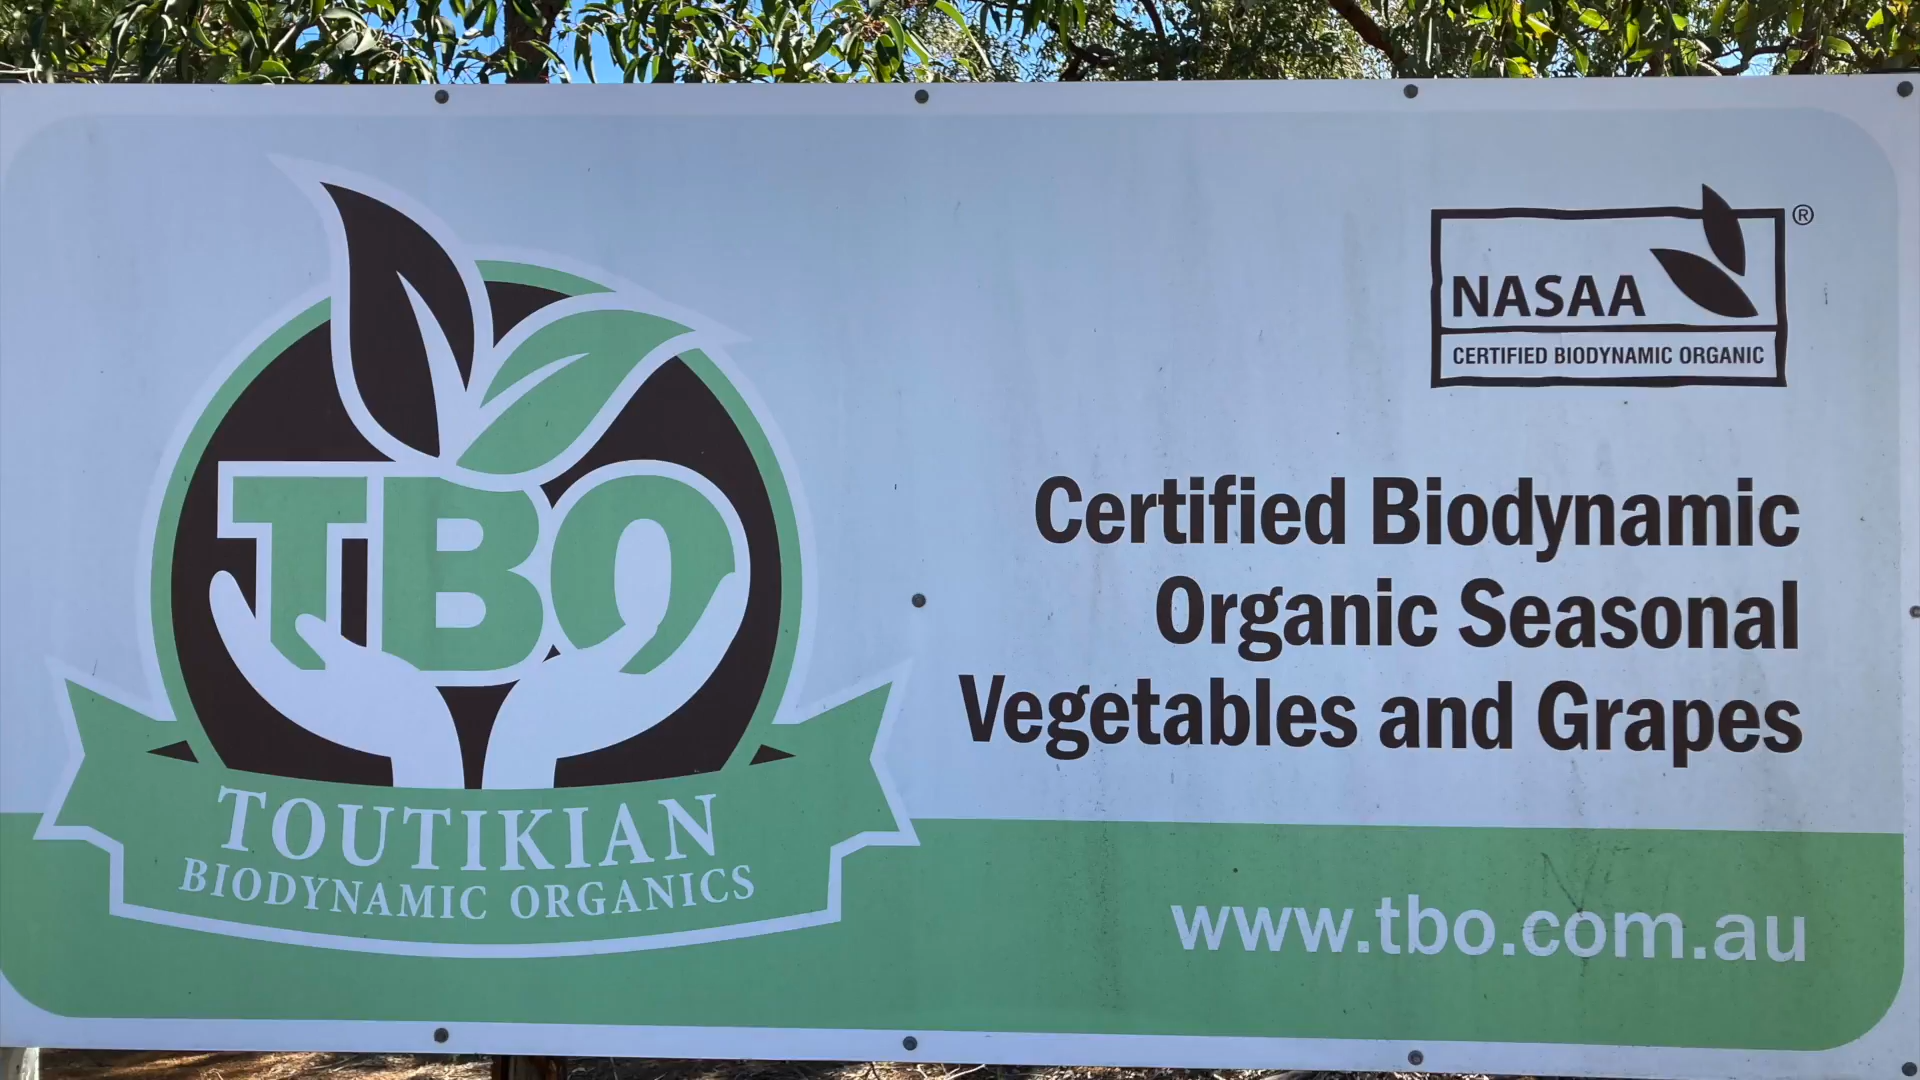 TBO
TOUTIKIAN
BIODYNAMIC ORGANICS
NASAA®
CERTIFIED BIODYNAMIC ORGANIC
Certified Biodynamic
Organic Seasonal
Vegetables and Grapes
www.tbo.com.au